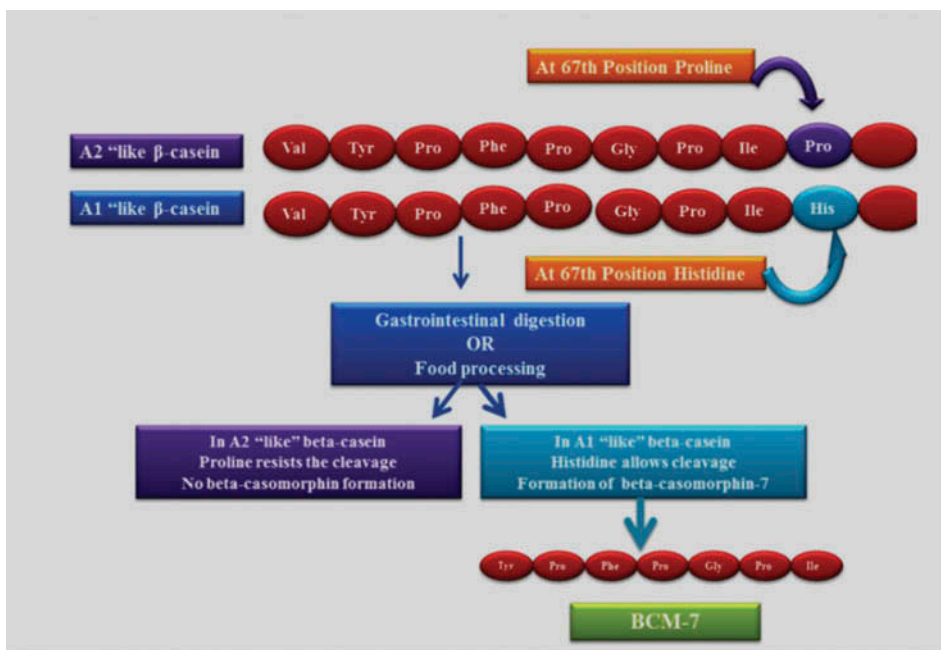 At 67th Position Proline
A2 “like β-casein
Val Tyr Pro Phe Pro Gly Pro Ile Pro
A1 “like β-casein
Val Tyr Pro Phe Pro Gly Pro Ile His
At 67th Position Histidine
Gastrointestinal digestion
OR
Food processing
In A2 “like” beta-casein
Proline resists the cleavage
No beta-casomorphin formation
In A1 “like” beta-casein
Histidine allows cleavage
Formation of beta-casomorphin-7
Tyr Pro Phe Pro Gly Pro Ile
BCM-7